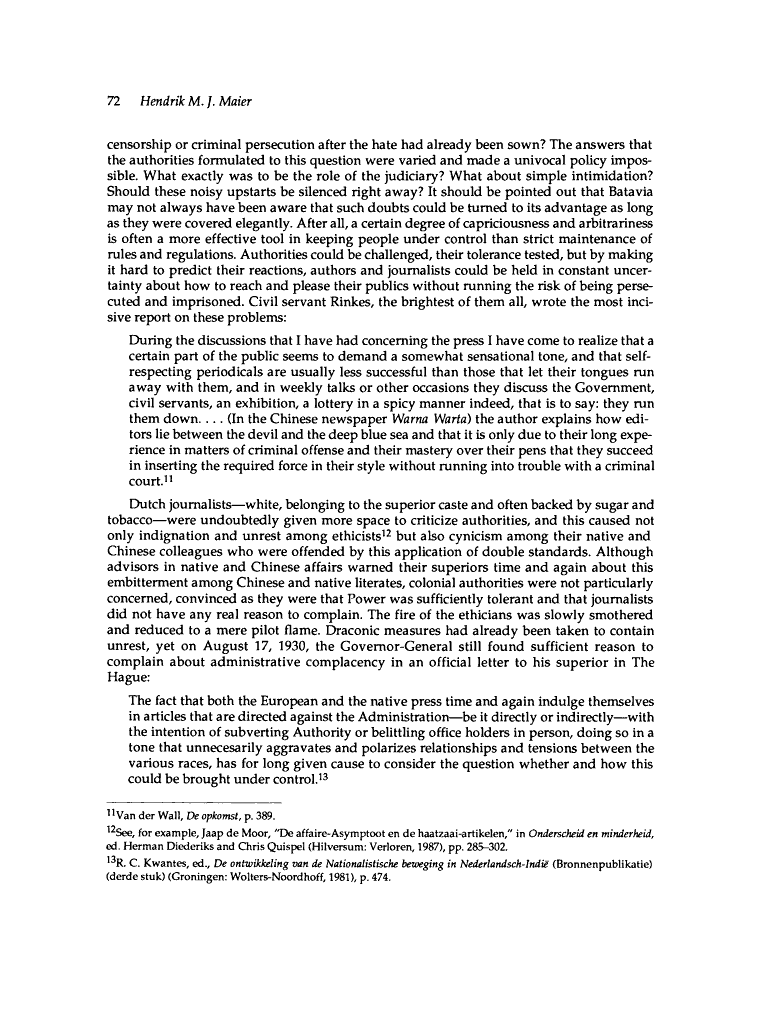 72 Hendrik M. J. Maier
censorship or criminal persecution after the hate had already been sown? The answers that
the authorities formulated to this question were varied and made a univocal policy impos-
sible. What exactly was to be the role of the judiciary? What about simple intimidation?
Should these noisy upstarts be silenced right away? It should be pointed out that Batavia
may not always have been aware that such doubts could be turned to its advantage as long
as they were covered elegantly. After all, a certain degree of capriciousness and arbitrariness
is often a more effective tool in keeping people under control than strict maintenance of
rules and regulations. Authorities could be challenged, their tolerance tested, but by making
it hard to predict their reactions, authors and journalists could be held in constant uncer-
tainty about how to reach and please their publics without running the risk of being perse-
cuted and imprisoned. Civil servant Rinkes, the brightest of them all, wrote the most inci-
sive report on these problems:
During the discussions that I have had concerning the press I have come to realize that a
certain part of the public seems to demand a somewhat sensational tone, and that self-
respecting periodicals are usually less successful than those that let their tongues run
away with them, and in weekly talks or other occasions they discuss the Government,
civil servants, an exhibition, a lottery in a spicy manner indeed, that is to say: they run
them down. . . . (In the Chinese newspaper Warna Warta) the author explains how edi-
tors lie between the devil and the deep blue sea and that it is only due to their long expe-
rience in matters of criminal offense and their mastery over their pens that they succeed
in inserting the required force in their style without running into trouble with a criminal
court.11
Dutch journalists—white, belonging to the superior caste and often backed by sugar and
tobacco—were undoubtedly given more space to criticize authorities, and this caused not
only indignation and unrest among ethicists12 but also cynicism among their native and
Chinese colleagues who were offended by this application of double standards. Although
advisors in native and Chinese affairs warned their superiors time and again about this
embitterment among Chinese and native literates, colonial authorities were not particularly
concerned, convinced as they were that Power was sufficiently tolerant and that journalists
did not have any real reason to complain. The fire of the ethicians was slowly smothered
and reduced to a mere pilot flame. Draconic measures had already been taken to contain
unrest, yet on August 17, 1930, the Governor-General still found sufficient reason to
complain about administrative complacency in an official letter to his superior in The
Hague:
The fact that both the European and the native press time and again indulge themselves
in articles that are directed against the Administration—be it directly or indirectly—with
the intention of subverting Authority or belittling office holders in person, doing so in a
tone that unnecesarily aggravates and polarizes relationships and tensions between the
various races, has for long given cause to consider the question whether and how this
could be brought under control.13
11Van der Wall, De opkomst, p. 389.
12See, for example, Jaap de Moor, "De affaire-Asymptoot en de haatzaai-artikelen," in Onderscheid en minderheid,
ed. Herman Diederiks and Chris Quispel (Hilversum: Verloren, 1987), pp. 285–302.
13R. C. Kwantes, ed., De ontwikkeling van de Nationalistische beweging in Nederlandsch-Indië (Bronnenpublikatie)
(derde stuk) (Groningen: Wolters-Noordhoff, 1981), p. 474.